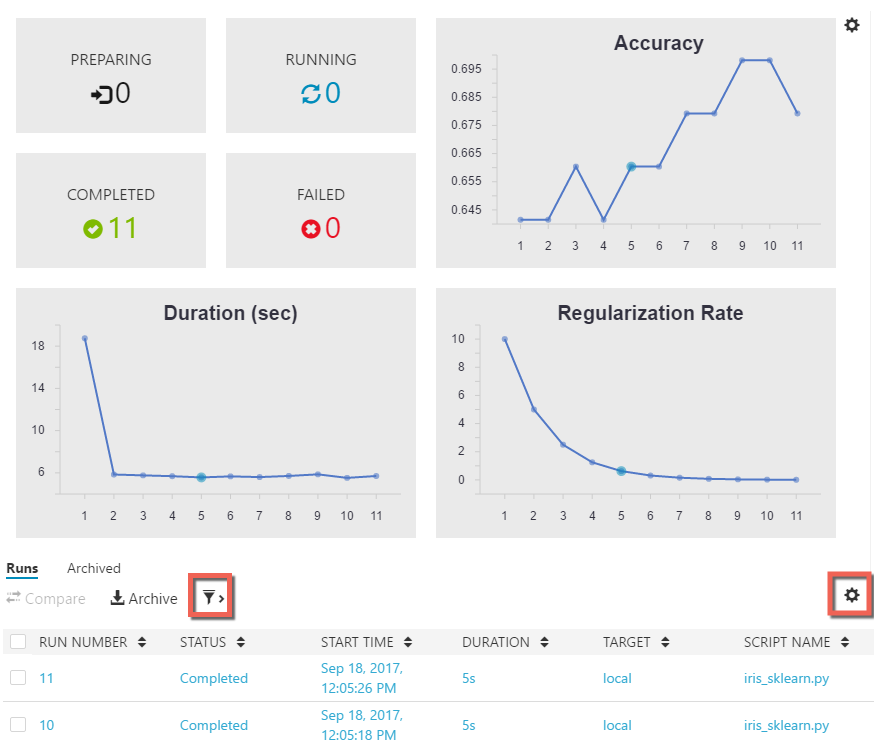 PREPARING
0
RUNNING
0
COMPLETED
11
FAILED
0
Accuracy
0.695
0.685
0.675
0.665
0.655
0.645
1 2 3 4 5 6 7 8 9 10 11
Duration (sec)
18
14
10
6
1 2 3 4 5 6 7 8 9 10 11
Regularization Rate
10
8
6
4
2
0
1 2 3 4 5 6 7 8 9 10 11
Runs Archived
Compare Archive
RUN NUMBER STATUS START TIME DURATION TARGET SCRIPT NAME
11 Completed Sep 18, 2017, 12:05:26 PM 5s local iris_sklearn.py
10 Completed Sep 18, 2017, 12:05:18 PM 5s local iris_sklearn.py